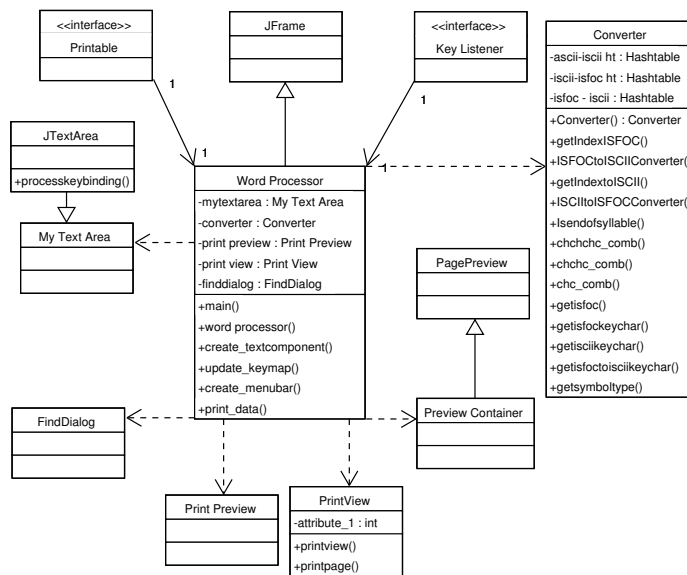 <<interface>>
Printable
JFrame
<<interface>>
Key Listener
Converter
-ascii-iscii ht : Hashtable
-iscii-isfoc ht : Hashtable
-isfoc - iscii : Hashtable
+Converter() : Converter
+getIndexISFOC()
+ISFOCtoISCIIConverter(
+getIndextoISCII()
+ISCIItoISFOCConverter(
+Isendofsyllable
+chchchc_comb()
+chchc_comb()
+chc_comb()
+getisfoc()
+getisfockeychar()
+getisciikeychar()
+getisfoctoisciikeychar()
+getsymboltype()
1
1
1
1
JTextArea
+processkeybinding()
My Text Area
Word Processor
-mytextarea : My Text Area
-converter : Converter
-print preview : Print Preview
-print view : Print View
-finddialog : FindDialog
+main()
+word processor()
+create_textcomponent()
+update_keymap()
+create_menubar()
+print_data()
PagePreview
FindDialog
Preview Container
Print Preview
PrintView
-attribute_1 : int
+printview()
+printpage()